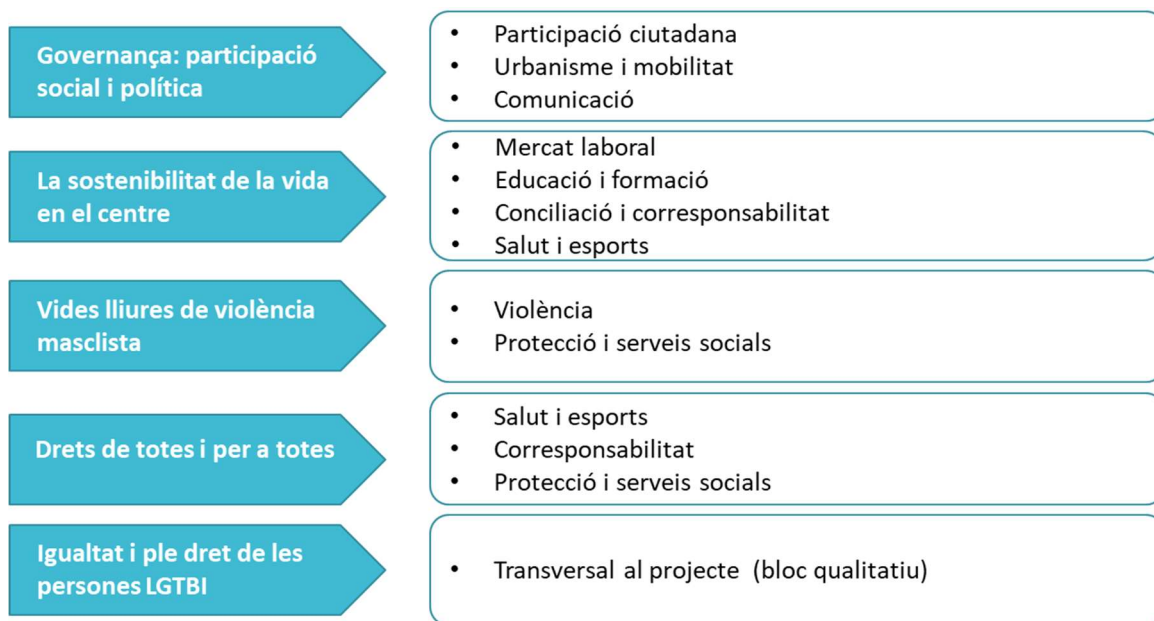 Governança: participació
social i política
• Participació ciutadana
• Urbanisme i mobilitat
• Comunicació
La sostenibilitat de la vida
en el centre
• Mercat laboral
• Educació i formació
• Conciliació i corresponsabilitat
• Salut i esports
Vides lliures de violència
masclista
• Violència
• Protecció i serveis socials
Drets de totes i per a totes
• Salut i esports
• Corresponsabilitat
• Protecció i serveis socials
Igualtat i ple dret de les
persones LGTBI
• Transversal al projecte (bloc qualitatiu)